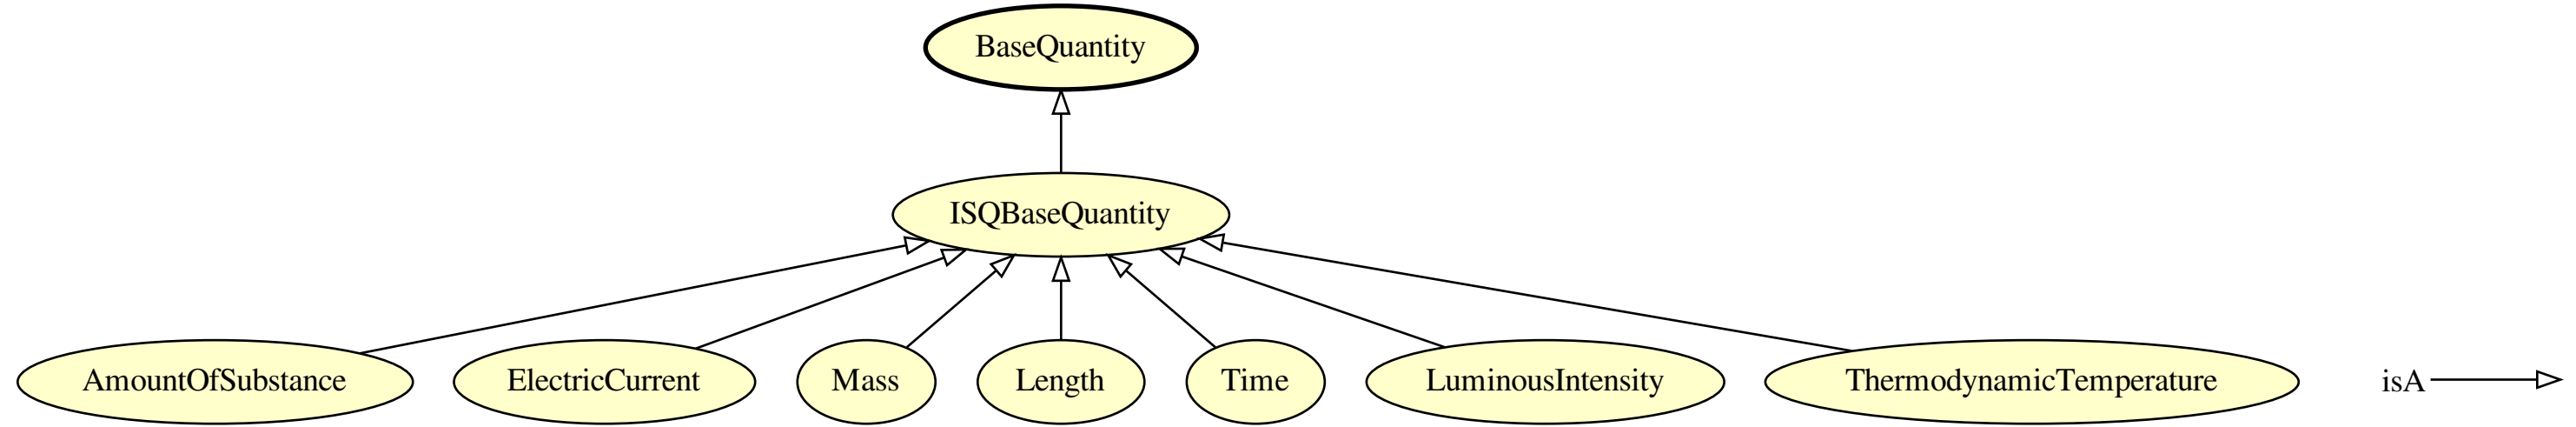 BaseQuantity
ISQBaseQuantity
AmountOfSubstance
ElectricCurrent
Mass
Length
Time
LuminousIntensity
ThermodynamicTemperature
isA